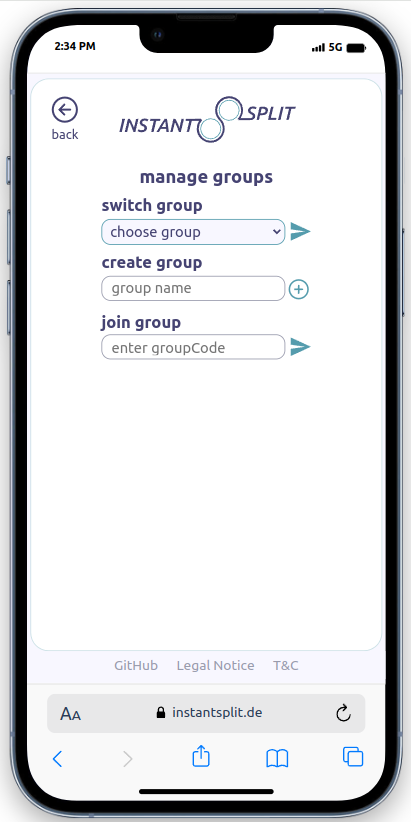 2:34 PM
5G
back
INSTANT SPLIT
manage groups
switch group
choose group
create group
group name
join group
enter groupCode
GitHub Legal Notice T&C
AA instantsplit.de